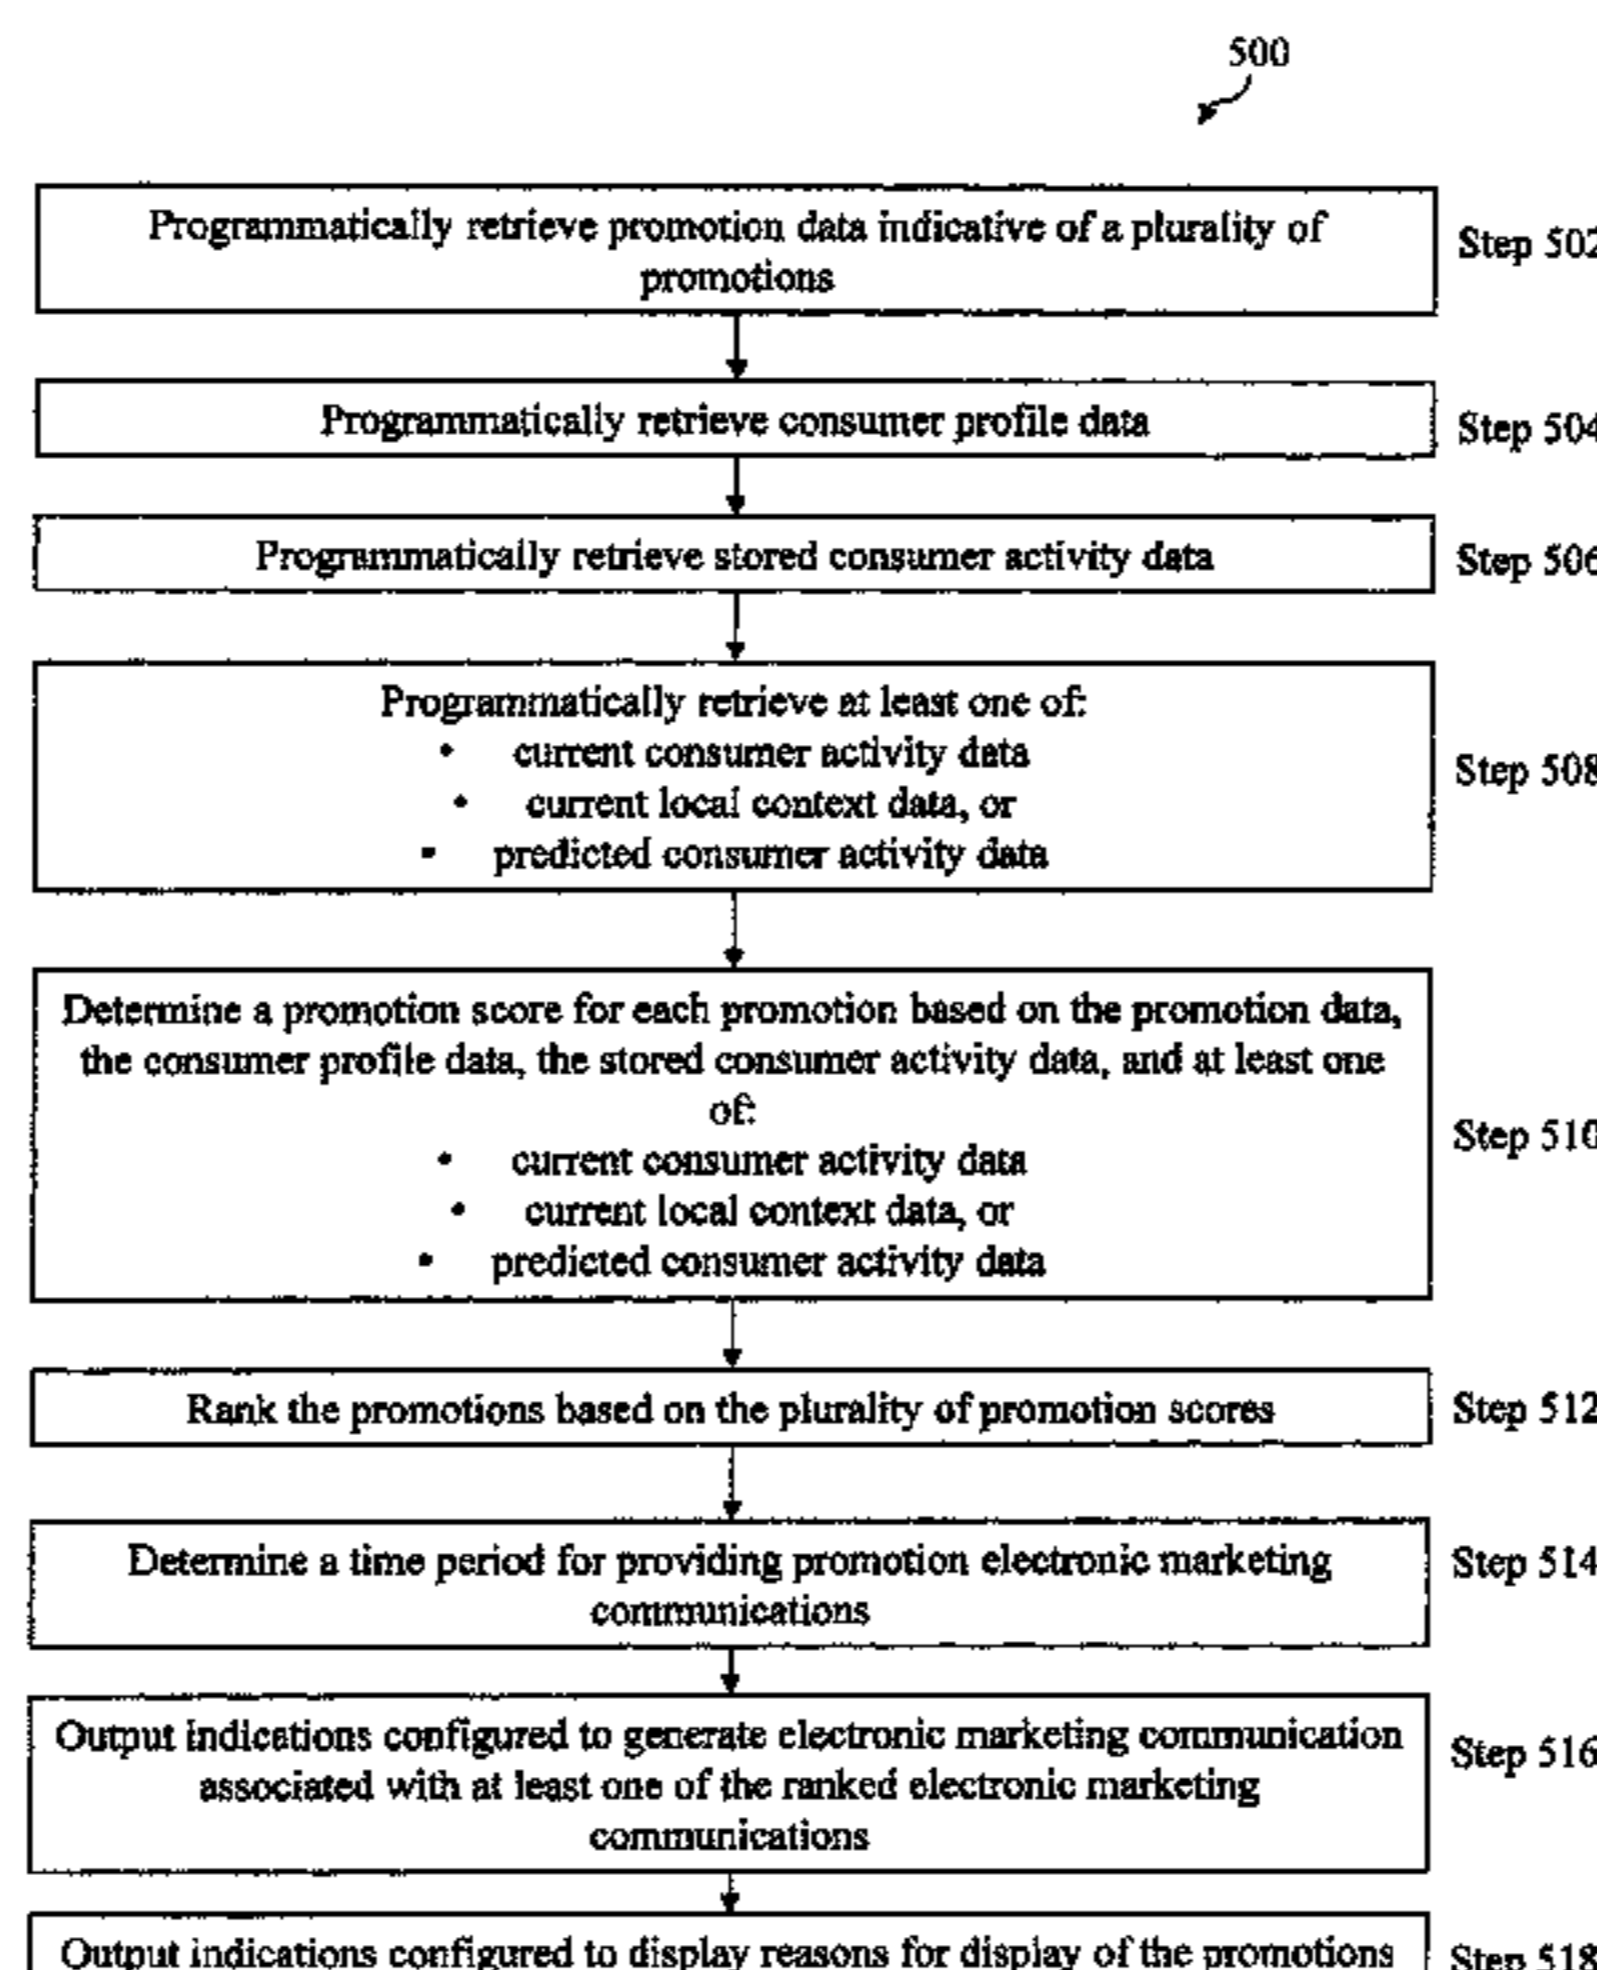 500
Programmatically retrieve promotion data indicative of a plurality of
promotions
Step 502
Programmatically retrieve consumer profile data
Step 504
Programmatically retrieve stored consumer activity data
Step 506
Programmatically retrieve at least one of:
• current consumer activity data
• current local context data, or
• predicted consumer activity data
Step 508
Determine a promotion score for each promotion based on the promotion data,
the consumer profile data, the stored consumer activity data, and at least one
of:
• current consumer activity data
• current local context data, or
• predicted consumer activity data
Step 510
Rank the promotions based on the plurality of promotion scores
Step 512
Determine a time period for providing promotion electronic marketing
communications
Step 514
Output indications configured to generate electronic marketing communication
associated with at least one of the ranked electronic marketing
communications
Step 516
Output indications configured to display reasons for display of the promotions
Step 518